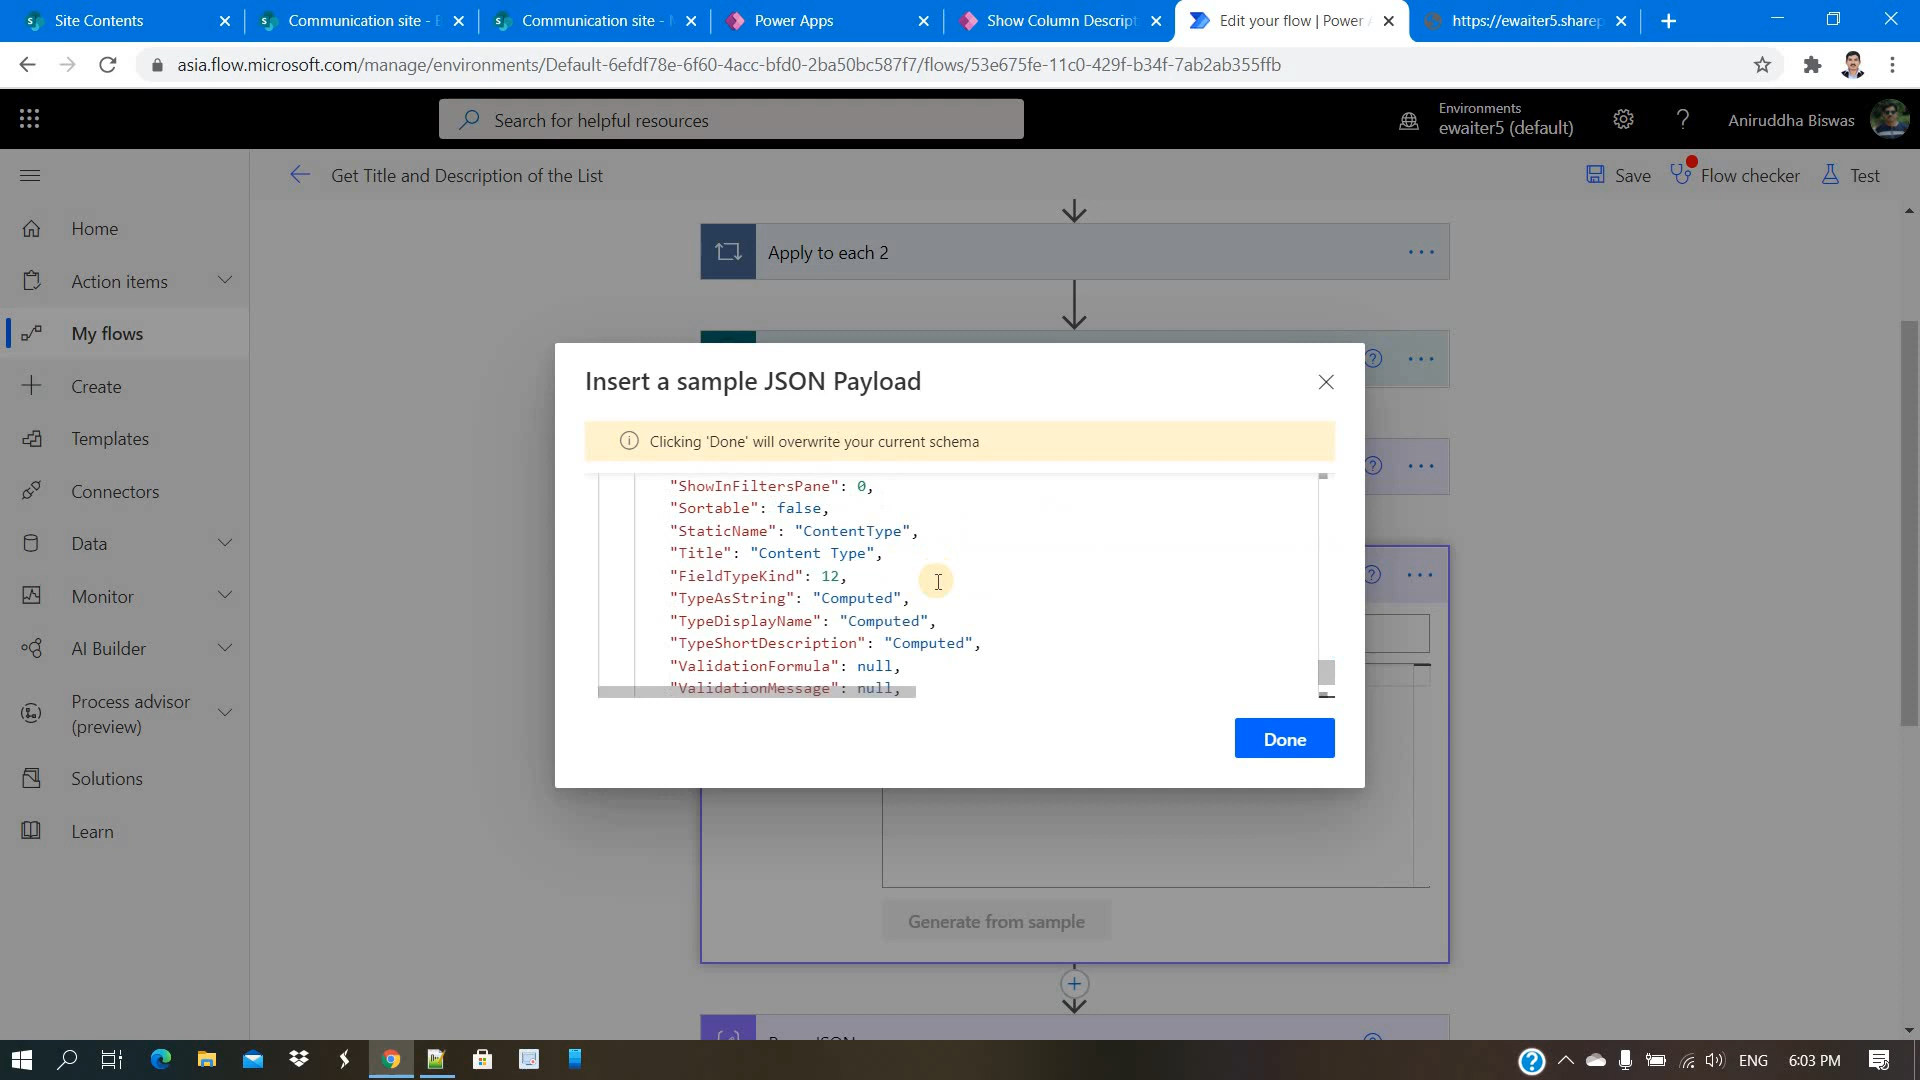 Site Contents
Communication site -
Communication site -
Power Apps
Show Column Descript
Edit your flow | Power
https://ewaiter5.sharep
asia.flow.microsoft.com/manage/environments/Default-6efdf78e-6f60-4acc-bfd0-2ba50bc587f7/flows/53e675fe-11c0-429f-b34f-7ab2ab355ffb
Search for helpful resources
Environments
ewaiter5 (default)
Aniruddha Biswas
Get Title and Description of the List
Save
Flow checker
Test
Home
Action items
My flows
Create
Templates
Connectors
Data
Monitor
AI Builder
Process advisor
(preview)
Solutions
Learn
Apply to each 2
Insert a sample JSON Payload
Clicking 'Done' will overwrite your current schema
"ShowInFiltersPane": 0,
"Sortable": false,
"StaticName": "ContentType",
"Title": "Content Type",
"FieldTypeKind": 12,
"TypeAsString": "Computed",
"TypeDisplayName": "Computed",
"TypeShortDescription": "Computed",
"ValidationFormula": null,
"ValidationMessage": null,
Done
Generate from sample
ENG
6:03 PM